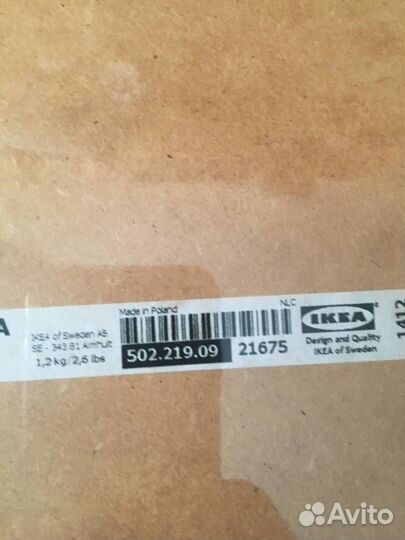 A
IKEA of Sweden AB
SE - 343 81 Älmhult
1,2 kg/2,6 lbs
Made in Poland
NLC
502.219.09
21675
IKEA
Design and Quality
IKEA of Sweden
1412
Avito